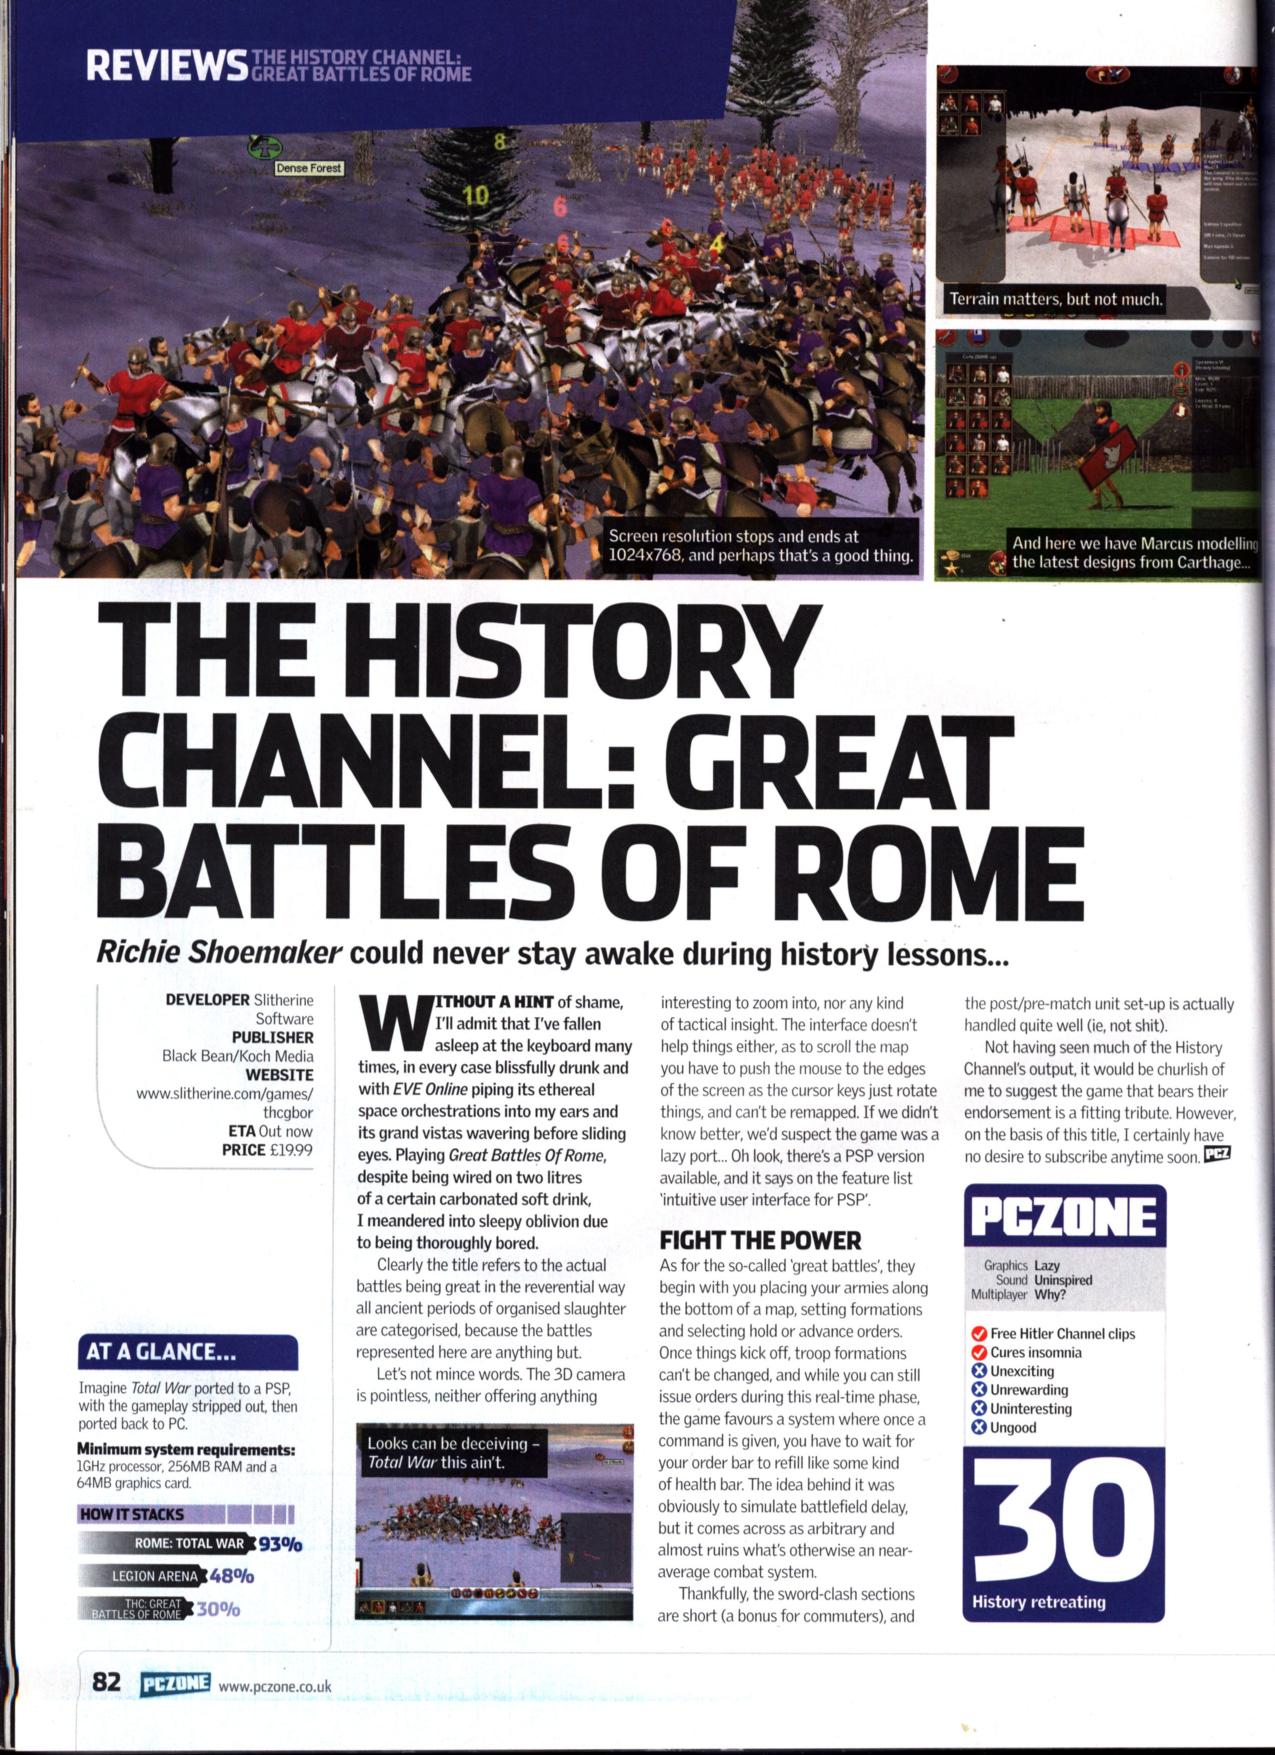 REVIEWS THE HISTORY CHANNEL:
GREAT BATTLES OF ROME
Dense Forest
8
10
6
6
6
4
Screen resolution stops and ends at
1024x768, and perhaps that's a good thing.
Terrain matters, but not much.
And here we have Marcus modelling
the latest designs from Carthage...
THE HISTORY
CHANNEL: GREAT
BATTLES OF ROME
Richie Shoemaker could never stay awake during history lessons...
DEVELOPER Slitherine
Software
PUBLISHER
Black Bean/Koch Media
WEBSITE
www.slitherine.com/games/
thcgbor
ETA Out now
PRICE £19.99
AT A GLANCE...
Imagine Total War ported to a PSP,
with the gameplay stripped out, then
ported back to PC.
Minimum system requirements:
1GHz processor, 256MB RAM and a
64MB graphics card.
HOW IT STACKS
ROME: TOTAL WAR 93%
LEGION ARENA 48%
THC: GREAT
BATTLES OF ROME 30%
WITHOUT A HINT of shame,
I'll admit that I've fallen
asleep at the keyboard many
times, in every case blissfully drunk and
with EVE Online piping its ethereal
space orchestrations into my ears and
its grand vistas wavering before sliding
eyes. Playing Great Battles Of Rome,
despite being wired on two litres
of a certain carbonated soft drink,
I meandered into sleepy oblivion due
to being thoroughly bored.
Clearly the title refers to the actual
battles being great in the reverential way
all ancient periods of organised slaughter
are categorised, because the battles
represented here are anything but.
Let's not mince words. The 3D camera
is pointless, neither offering anything
Looks can be deceiving –
Total War this ain't.
interesting to zoom into, nor any kind
of tactical insight. The interface doesn't
help things either, as to scroll the map
you have to push the mouse to the edges
of the screen as the cursor keys just rotate
things, and can't be remapped. If we didn't
know better, we'd suspect the game was a
lazy port... Oh look, there's a PSP version
available, and it says on the feature list
'intuitive user interface for PSP'.
FIGHT THE POWER
As for the so-called 'great battles', they
begin with you placing your armies along
the bottom of a map, setting formations
and selecting hold or advance orders.
Once things kick off, troop formations
can't be changed, and while you can still
issue orders during this real-time phase,
the game favours a system where once a
command is given, you have to wait for
your order bar to refill like some kind
of health bar. The idea behind it was
obviously to simulate battlefield delay,
but it comes across as arbitrary and
almost ruins what's otherwise an near-
average combat system.
Thankfully, the sword-clash sections
are short (a bonus for commuters), and
the post/pre-match unit set-up is actually
handled quite well (ie, not shit).
Not having seen much of the History
Channel's output, it would be churlish of
me to suggest the game that bears their
endorsement is a fitting tribute. However,
on the basis of this title, I certainly have
no desire to subscribe anytime soon. PCZ
PCZONE
Graphics Lazy
Sound Uninspired
Multiplayer Why?
Free Hitler Channel clips
Cures insomnia
Unexciting
Unrewarding
Uninteresting
Ungood
30
History retreating
82 PCZONE www.pczone.co.uk